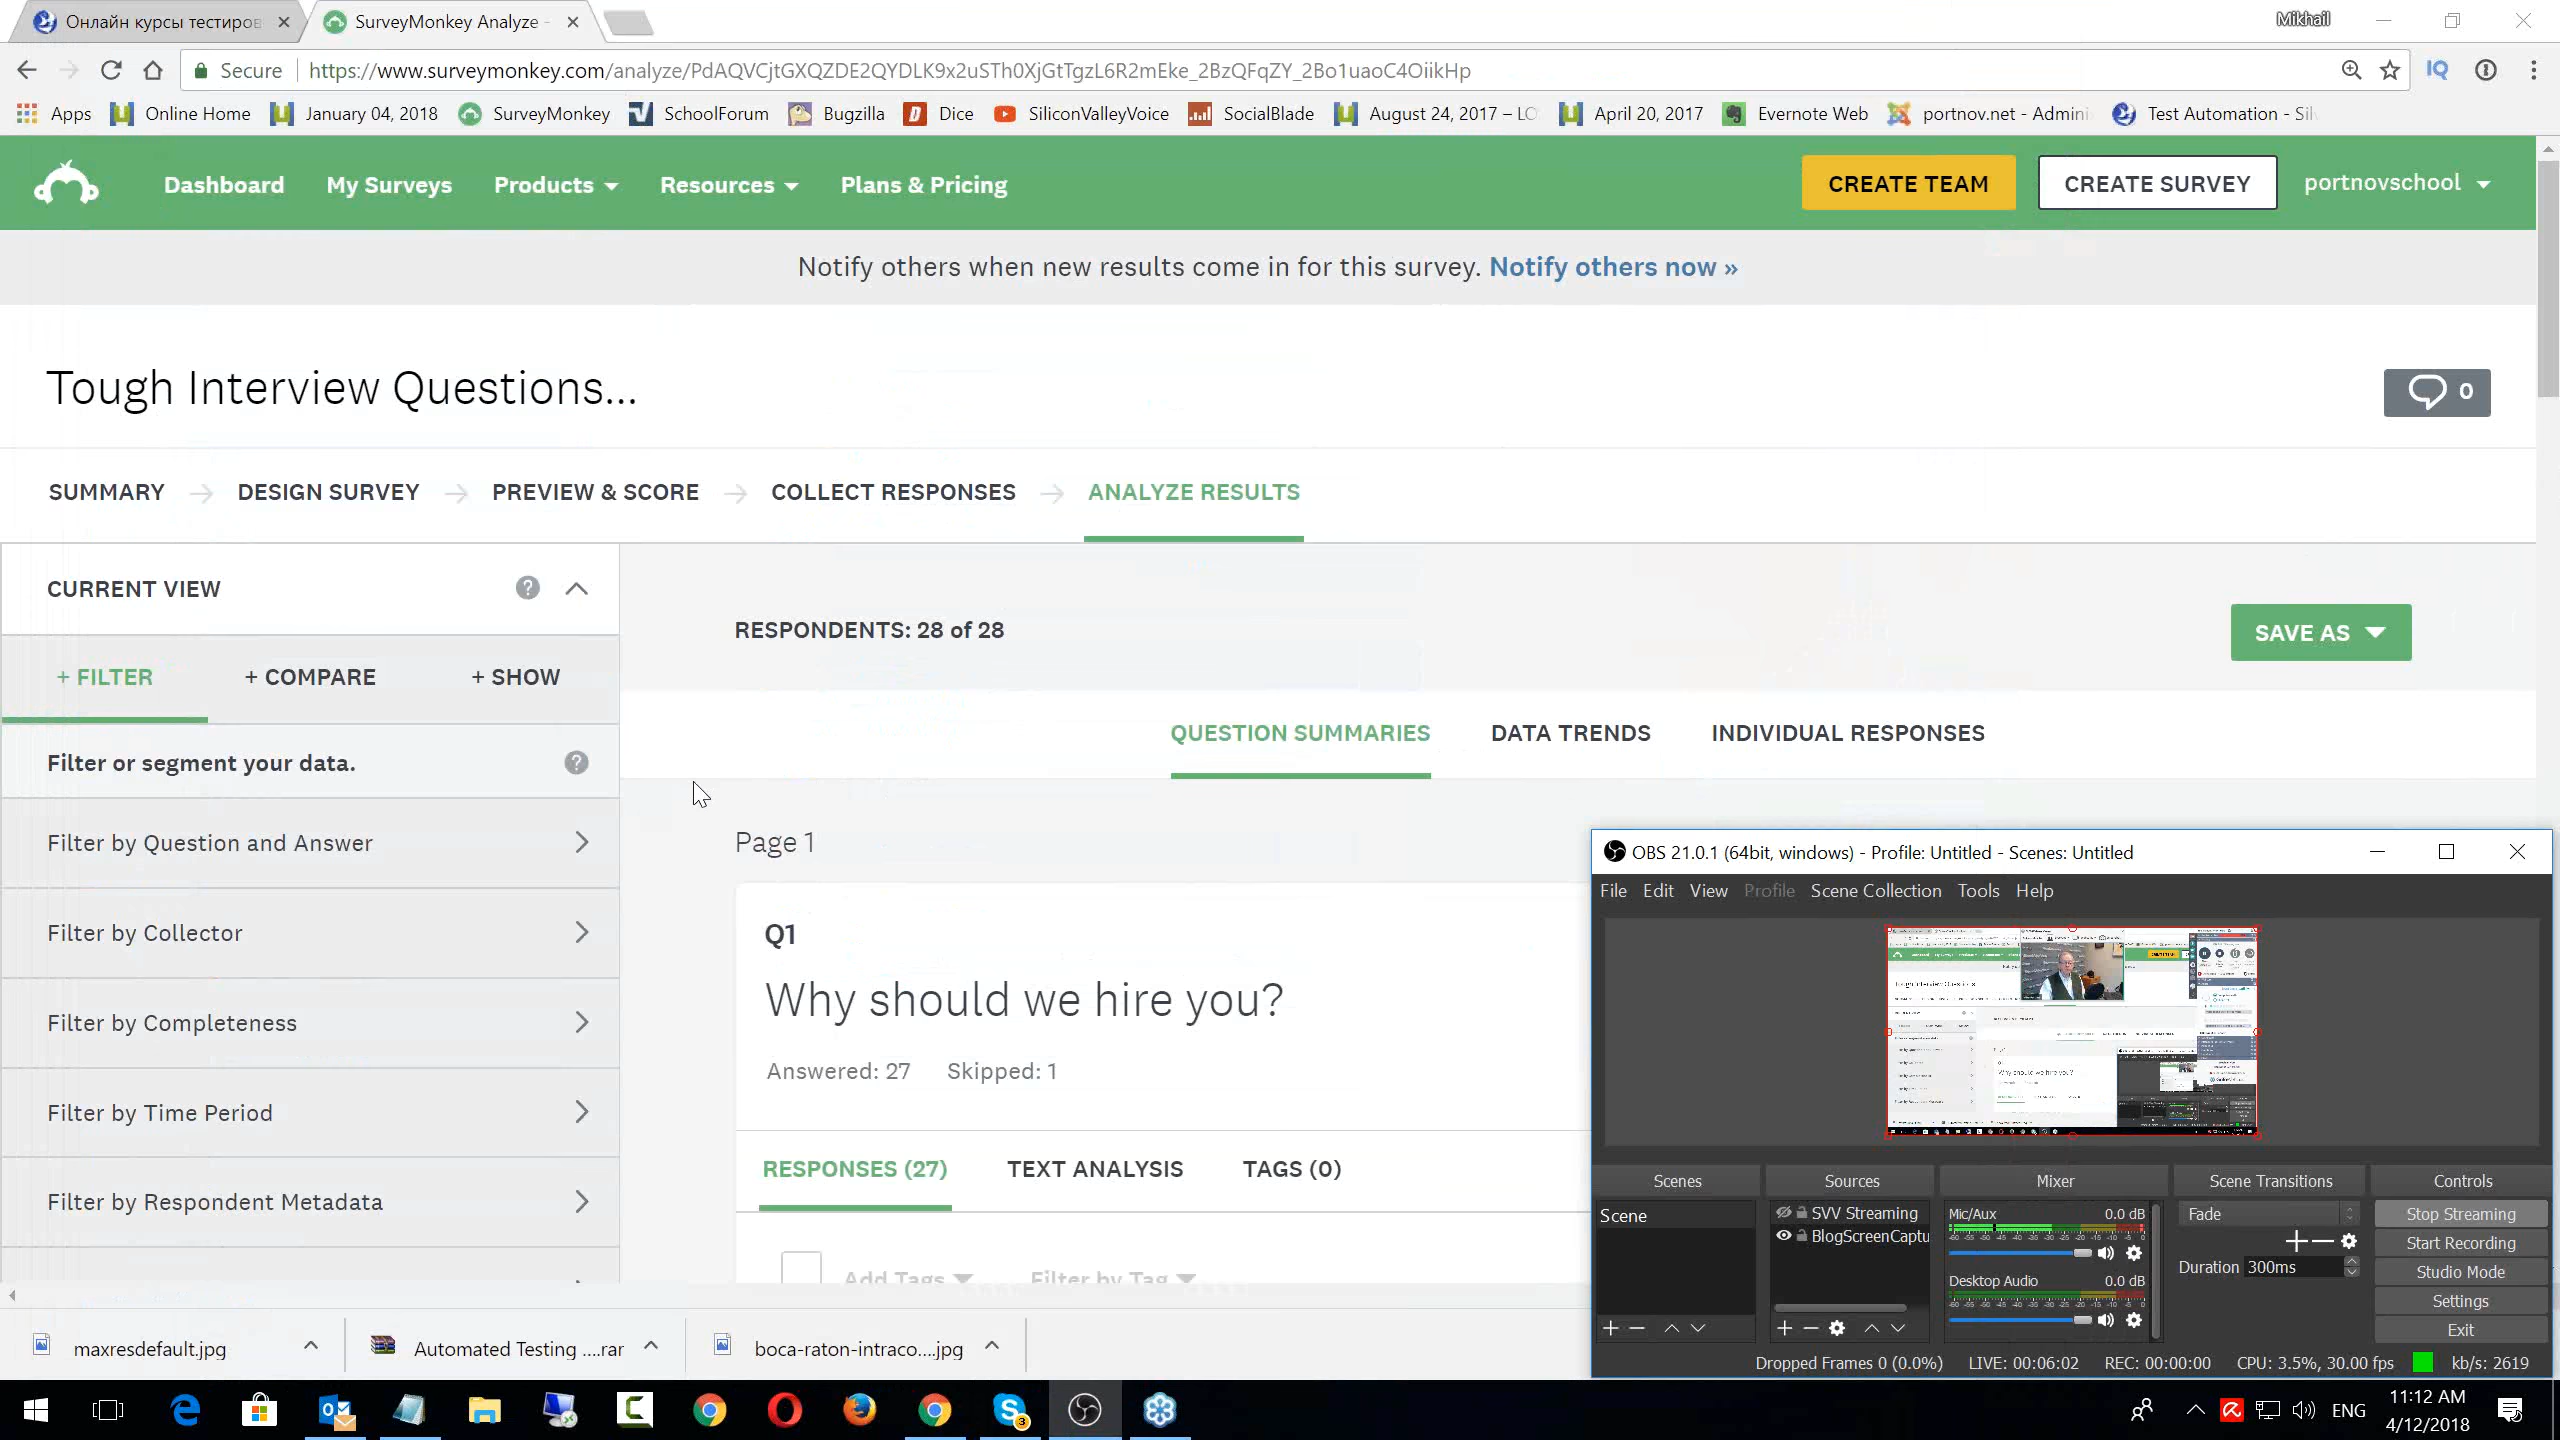 Онлайн курсы тестиров
SurveyMonkey Analyze -
Mikhail
Secure
https://www.surveymonkey.com/analyze/PdAQVCjtGXQZDE2QYDLK9x2uSTh0XjGtTgzL6R2mEke_2BzQFqZY_2Bo1uaoC4OiikHp
Apps
Online Home
January 04, 2018
SurveyMonkey
SchoolForum
Bugzilla
Dice
SiliconValleyVoice
SocialBlade
August 24, 2017 – LO
April 20, 2017
Evernote Web
portnov.net - Admini
Test Automation - Sil
Dashboard
My Surveys
Products
Resources
Plans & Pricing
CREATE TEAM
CREATE SURVEY
portnovschool
Notify others when new results come in for this survey. Notify others now »
Tough Interview Questions...
0
SUMMARY
DESIGN SURVEY
PREVIEW & SCORE
COLLECT RESPONSES
ANALYZE RESULTS
CURRENT VIEW
+ FILTER
+ COMPARE
+ SHOW
Filter or segment your data.
Filter by Question and Answer
Filter by Collector
Filter by Completeness
Filter by Time Period
Filter by Respondent Metadata
RESPONDENTS: 28 of 28
SAVE AS
QUESTION SUMMARIES
DATA TRENDS
INDIVIDUAL RESPONSES
Page 1
Q1
Why should we hire you?
Answered: 27 Skipped: 1
RESPONSES (27)
TEXT ANALYSIS
TAGS (0)
Add Tags
Filter by Tag
OBS 21.0.1 (64bit, windows) - Profile: Untitled - Scenes: Untitled
File Edit View Profile Scene Collection Tools Help
Scenes
Sources
Mixer
Scene Transitions
Controls
Scene
SVV Streaming
BlogScreenCaptu
Mic/Aux 0.0 dB
Desktop Audio 0.0 dB
Fade
Duration 300ms
Stop Streaming
Start Recording
Studio Mode
Settings
Exit
Dropped Frames 0 (0.0%)
LIVE: 00:06:02
REC: 00:00:00
CPU: 3.5%, 30.00 fps
kb/s: 2619
maxresdefault.jpg
Automated Testing ....rar
boca-raton-intraco....jpg
ENG
11:12 AM
4/12/2018